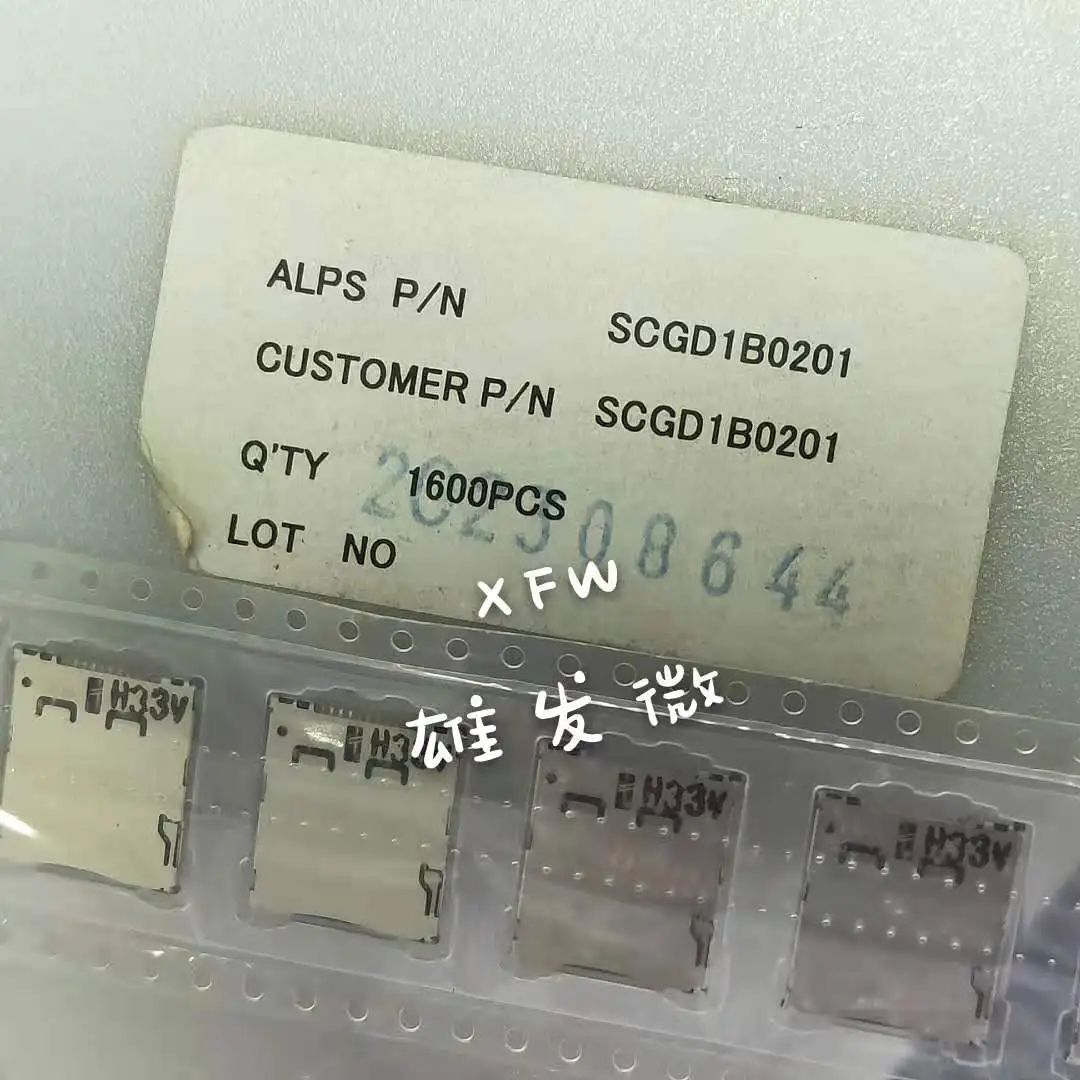 ALPS P/N SCGD1B0201
CUSTOMER P/N SCGD1B0201
Q'TY 1600PCS
LOT NO
XFW
雄发微
H33V
H33V
H33V